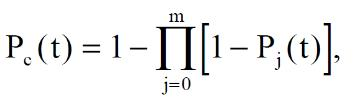 P_c(t) = 1 − ∏_{j=0}^{m} [1 − P_j(t)],